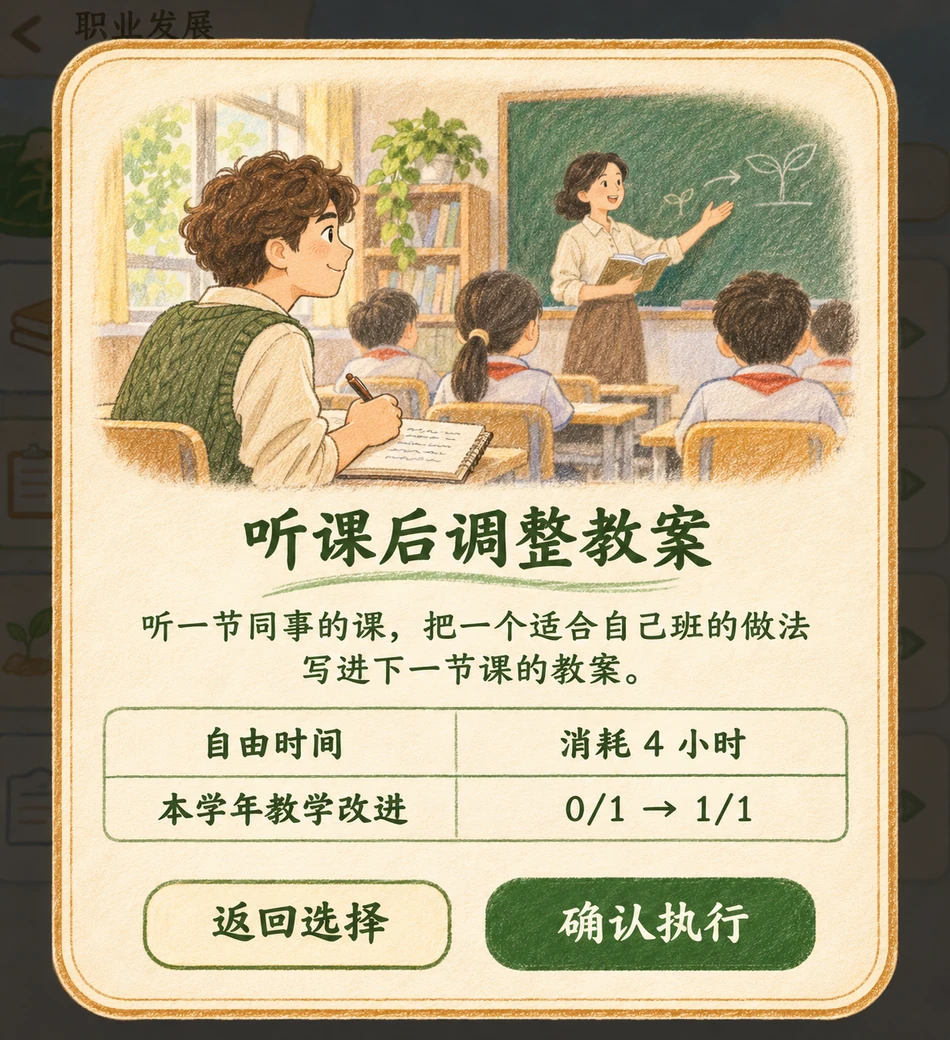 职业发展
听课后调整教案
听一节同事的课，把一个适合自己班的做法
写进下一节课的教案。
自由时间 消耗 4 小时
本学年教学改进 0/1 → 1/1
返回选择 确认执行